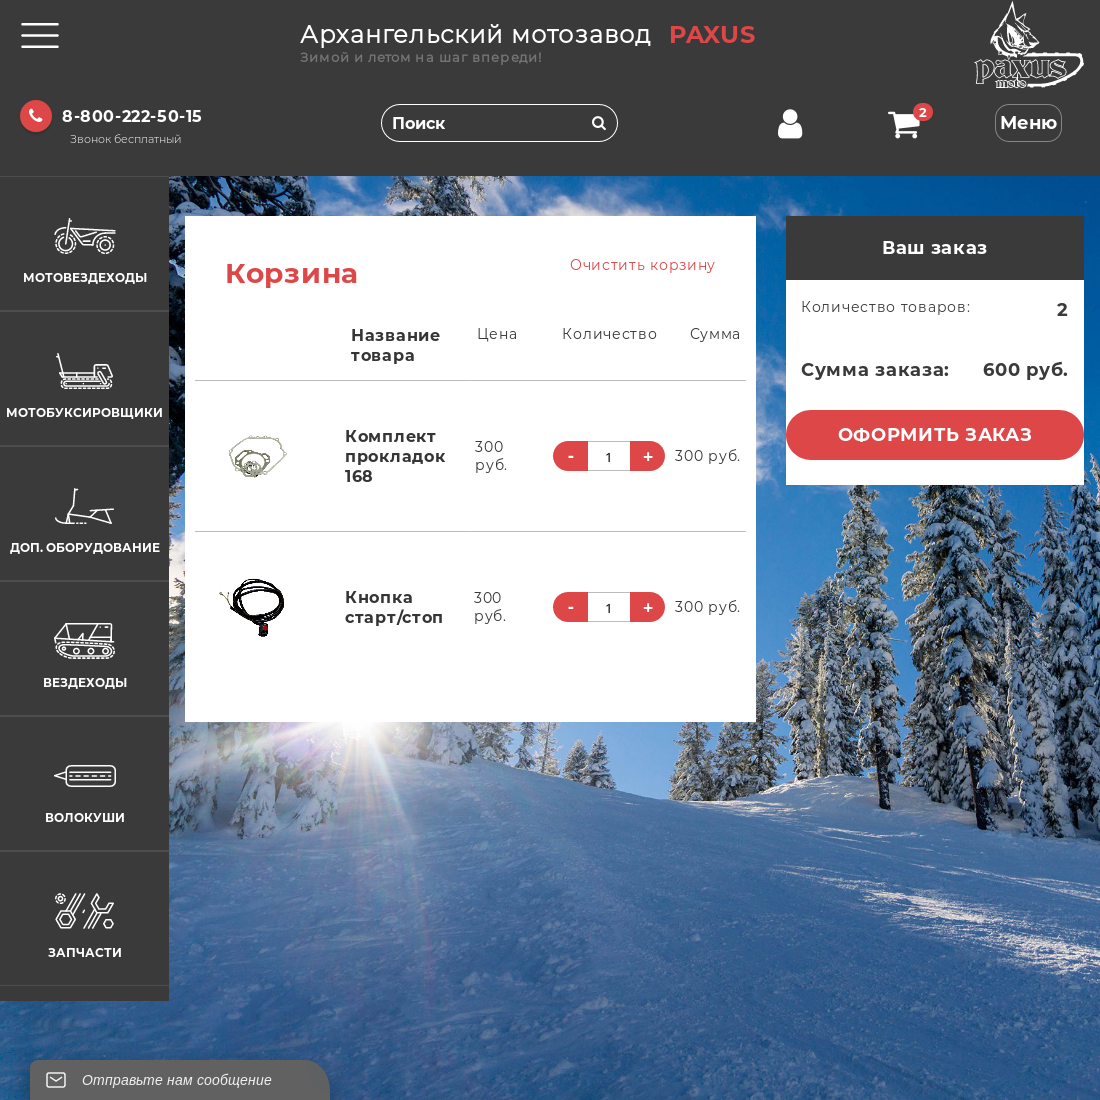 Архангельский мотозавод PAXUS
Зимой и летом на шаг впереди!
paxus
moto
8-800-222-50-15
Звонок бесплатный
Поиск
2
Меню
МОТОВЕЗДЕХОДЫ
МОТОБУКСИРОВЩИКИ
ДОП. ОБОРУДОВАНИЕ
ВЕЗДЕХОДЫ
ВОЛОКУШИ
ЗАПЧАСТИ
Корзина
Очистить корзину
Название
товара
Цена
Количество
Сумма
Комплект
прокладок
168
300
руб.
- 1 +
300 руб.
Кнопка
старт/стоп
300
руб.
- 1 +
300 руб.
Ваш заказ
Количество товаров: 2
Сумма заказа: 600 руб.
ОФОРМИТЬ ЗАКАЗ
Отправьте нам сообщение